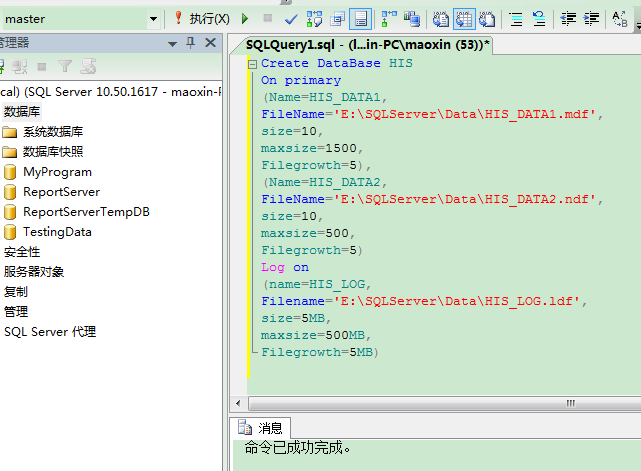 master
执行(X)
管理器
SQLQuery1.sql - (l...in-PC\maoxin (53))*
cal) (SQL Server 10.50.1617 - maoxin-
数据库
系统数据库
数据库快照
MyProgram
ReportServer
ReportServerTempDB
TestingData
安全性
服务器对象
复制
管理
SQL Server 代理
Create DataBase HIS
On primary
(Name=HIS_DATA1,
FileName='E:\SQLServer\Data\HIS_DATA1.mdf',
size=10,
maxsize=1500,
Filegrowth=5),
(Name=HIS_DATA2,
FileName='E:\SQLServer\Data\HIS_DATA2.ndf',
size=10,
maxsize=500,
Filegrowth=5)
Log on
(name=HIS_LOG,
Filename='E:\SQLServer\Data\HIS_LOG.ldf',
size=5MB,
maxsize=500MB,
Filegrowth=5MB)
消息
命令已成功完成。